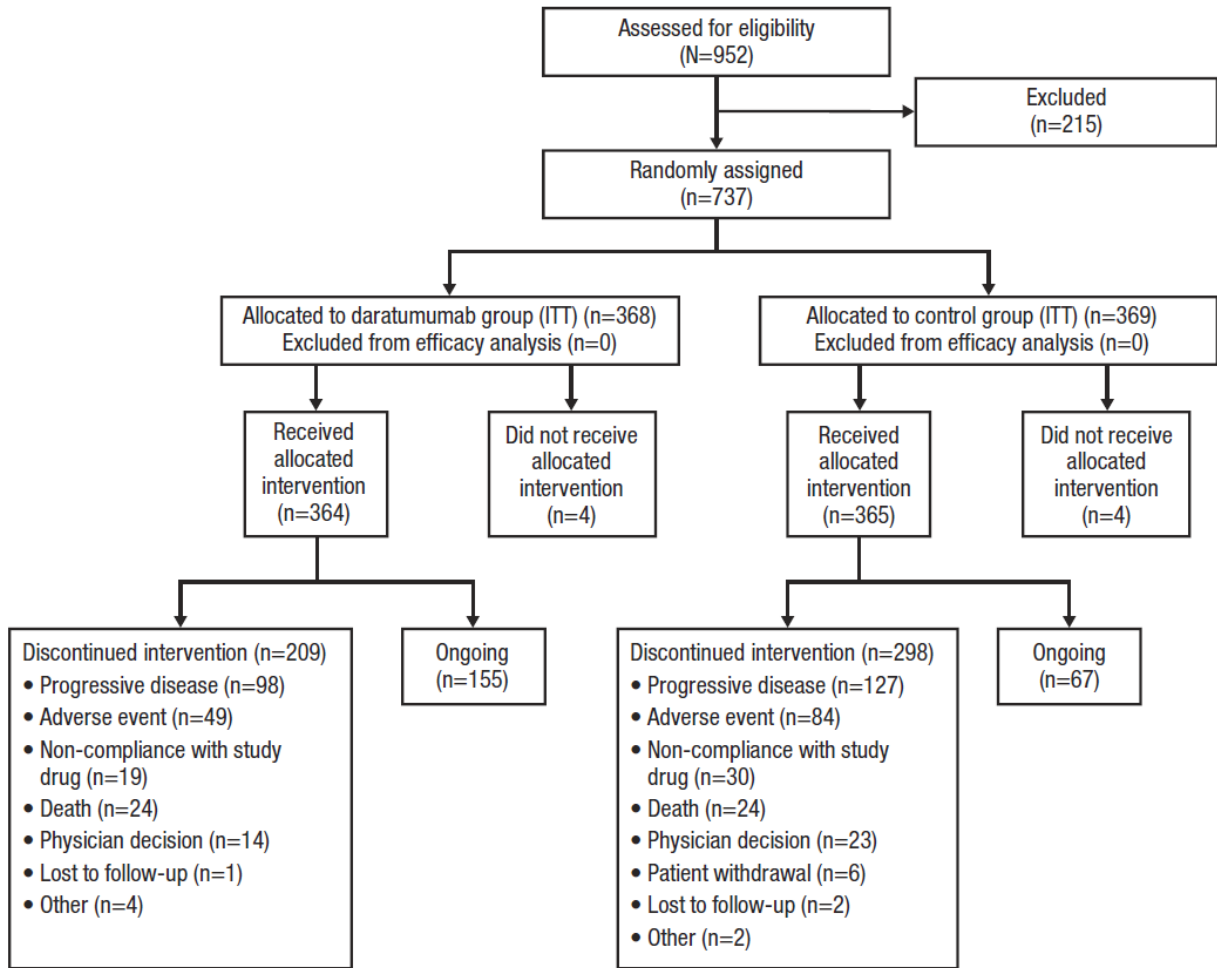 Assessed for eligibility
(N=952)
Excluded
(n=215)
Randomly assigned
(n=737)
Allocated to daratumumab group (ITT) (n=368)
Excluded from efficacy analysis (n=0)
Allocated to control group (ITT) (n=369)
Excluded from efficacy analysis (n=0)
Received
allocated
intervention
(n=364)
Did not receive
allocated
intervention
(n=4)
Received
allocated
intervention
(n=365)
Did not receive
allocated
intervention
(n=4)
Discontinued intervention (n=209)
• Progressive disease (n=98)
• Adverse event (n=49)
• Non-compliance with study
drug (n=19)
• Death (n=24)
• Physician decision (n=14)
• Lost to follow-up (n=1)
• Other (n=4)
Ongoing
(n=155)
Discontinued intervention (n=298)
• Progressive disease (n=127)
• Adverse event (n=84)
• Non-compliance with study
drug (n=30)
• Death (n=24)
• Physician decision (n=23)
• Patient withdrawal (n=6)
• Lost to follow-up (n=2)
• Other (n=2)
Ongoing
(n=67)